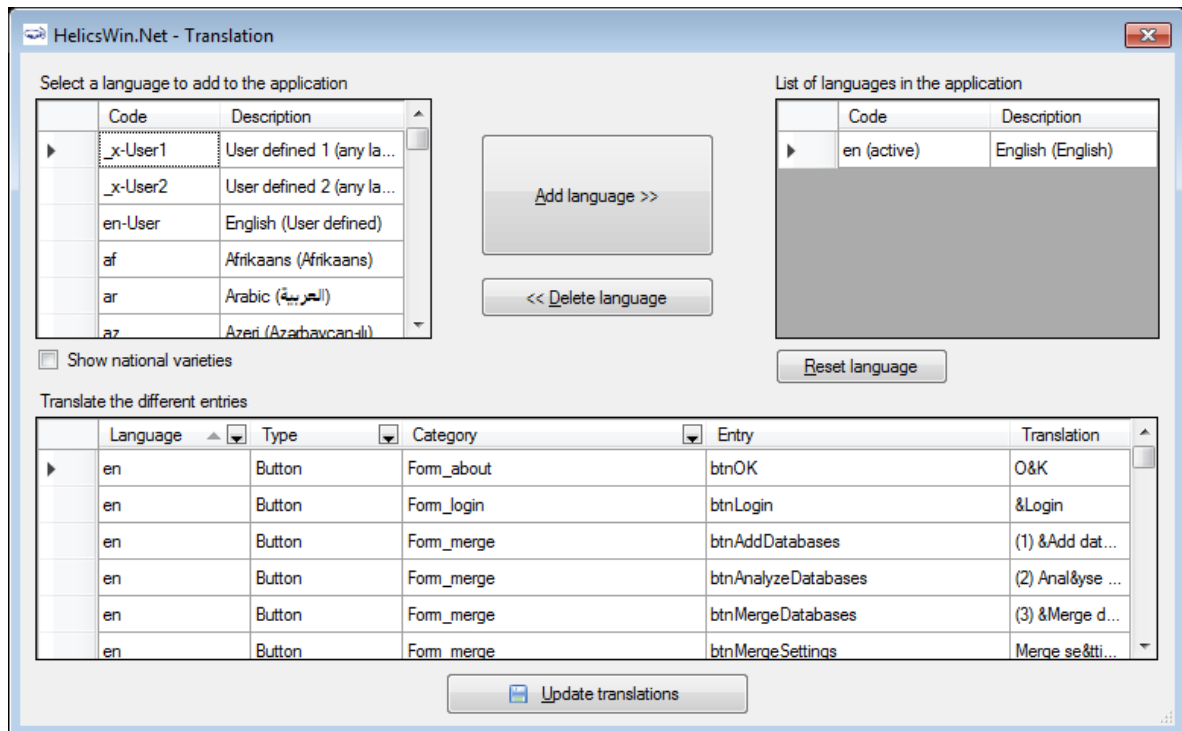 HelicsWin.Net - Translation
Select a language to add to the application
Code Description
_x-User1 User defined 1 (any la...
_x-User2 User defined 2 (any la...
en-User English (User defined)
af Afrikaans (Afrikaans)
ar Arabic (العربية)
az Azeri (Azərbaycan­ılı)
Show national varieties
Add language >>
<< Delete language
List of languages in the application
Code Description
en (active) English (English)
Reset language
Translate the different entries
Language Type Category Entry Translation
en Button Form_about btnOK O&K
en Button Form_login btnLogin &Login
en Button Form_merge btnAddDatabases (1) &Add dat...
en Button Form_merge btnAnalyzeDatabases (2) Anal&yse ...
en Button Form_merge btnMergeDatabases (3) &Merge d...
en Button Form_merge btnMergeSettings Merge se&tti...
Update translations